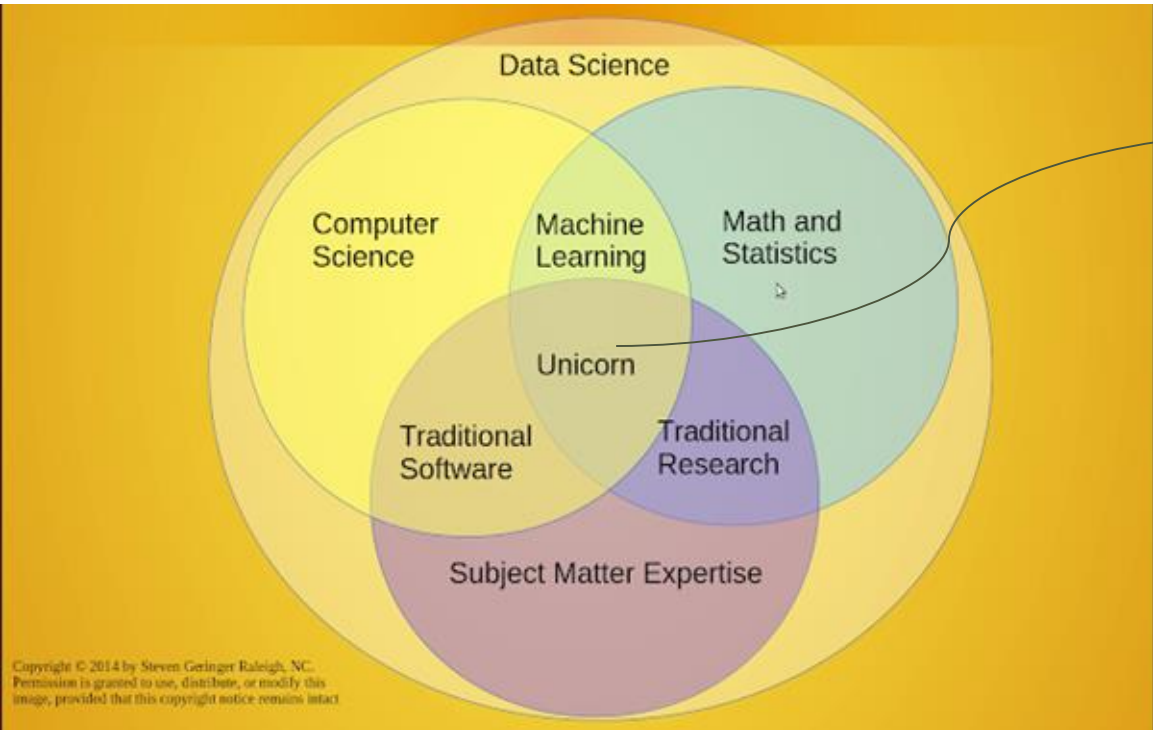 Data Science
Computer
Science
Machine
Learning
Math and
Statistics
Unicorn
Traditional
Software
Traditional
Research
Subject Matter Expertise
Copyright © 2014 by Steven Geringer Raleigh, NC.
Permission is granted to use, distribute, or modify this
image, provided that this copyright notice remains intact